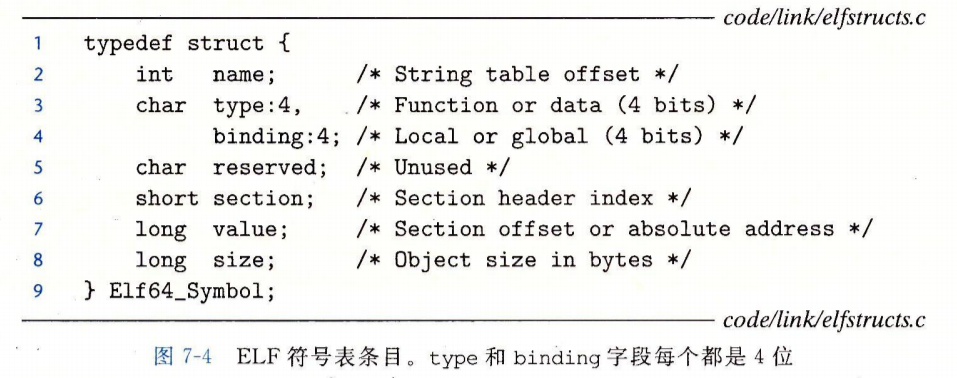 code/link/elfstructs.c
1 typedef struct {
2 int name; /* String table offset */
3 char type:4, /* Function or data (4 bits) */
4 binding:4; /* Local or global (4 bits) */
5 char reserved; /* Unused */
6 short section; /* Section header index */
7 long value; /* Section offset or absolute address */
8 long size; /* Object size in bytes */
9 } Elf64_Symbol;
code/link/elfstructs.c
图 7-4 ELF 符号表条目。type 和 binding 字段每个都是 4 位